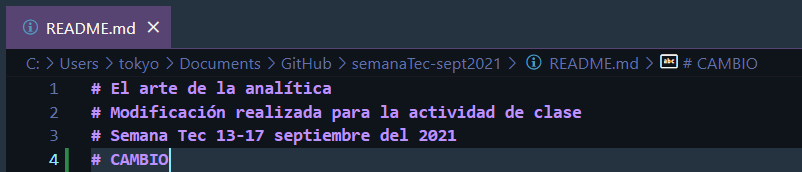 README.md ×
C: > Users > tokyo > Documents > GitHub > semanaTec-sept2021 > README.md > abc # CAMBIO
1 # El arte de la analítica
2 # Modificación realizada para la actividad de clase
3 # Semana Tec 13-17 septiembre del 2021
4 # CAMBIO